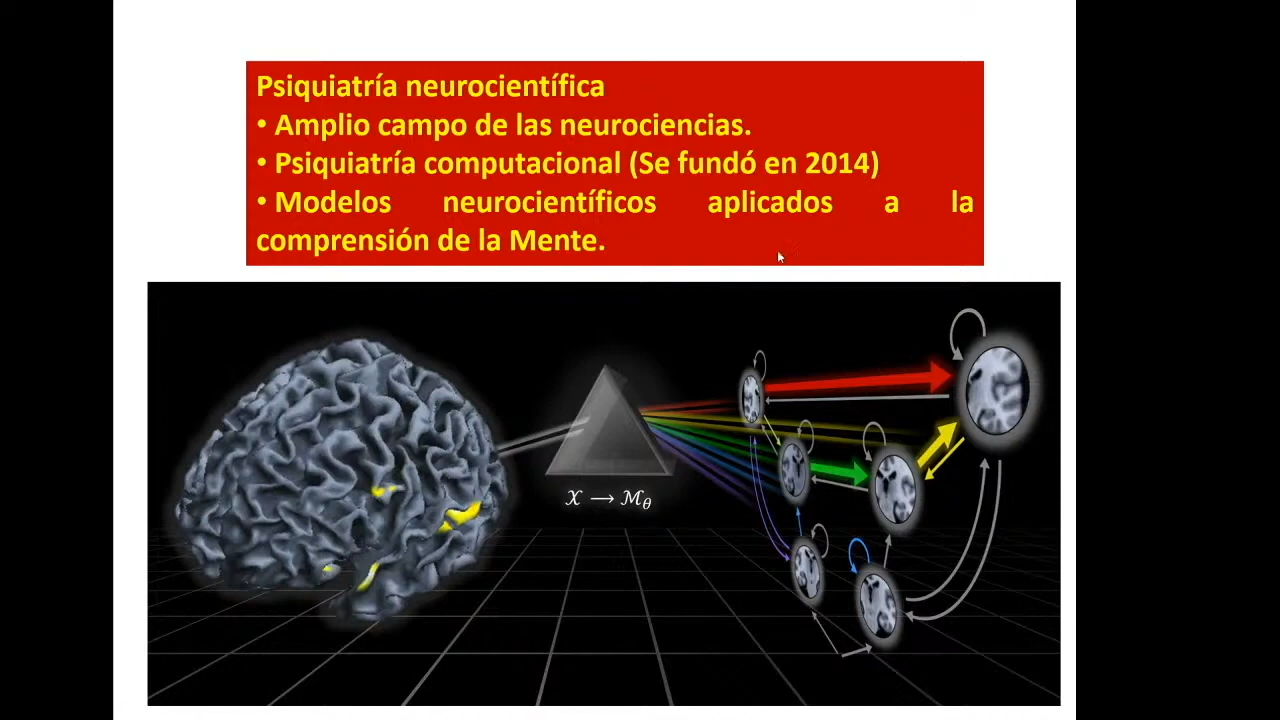 Psiquiatría neurocientífica
• Amplio campo de las neurociencias.
• Psiquiatría computacional (Se fundó en 2014)
• Modelos neurocientíficos aplicados a la
comprensión de la Mente.
𝒳 → ℳθ